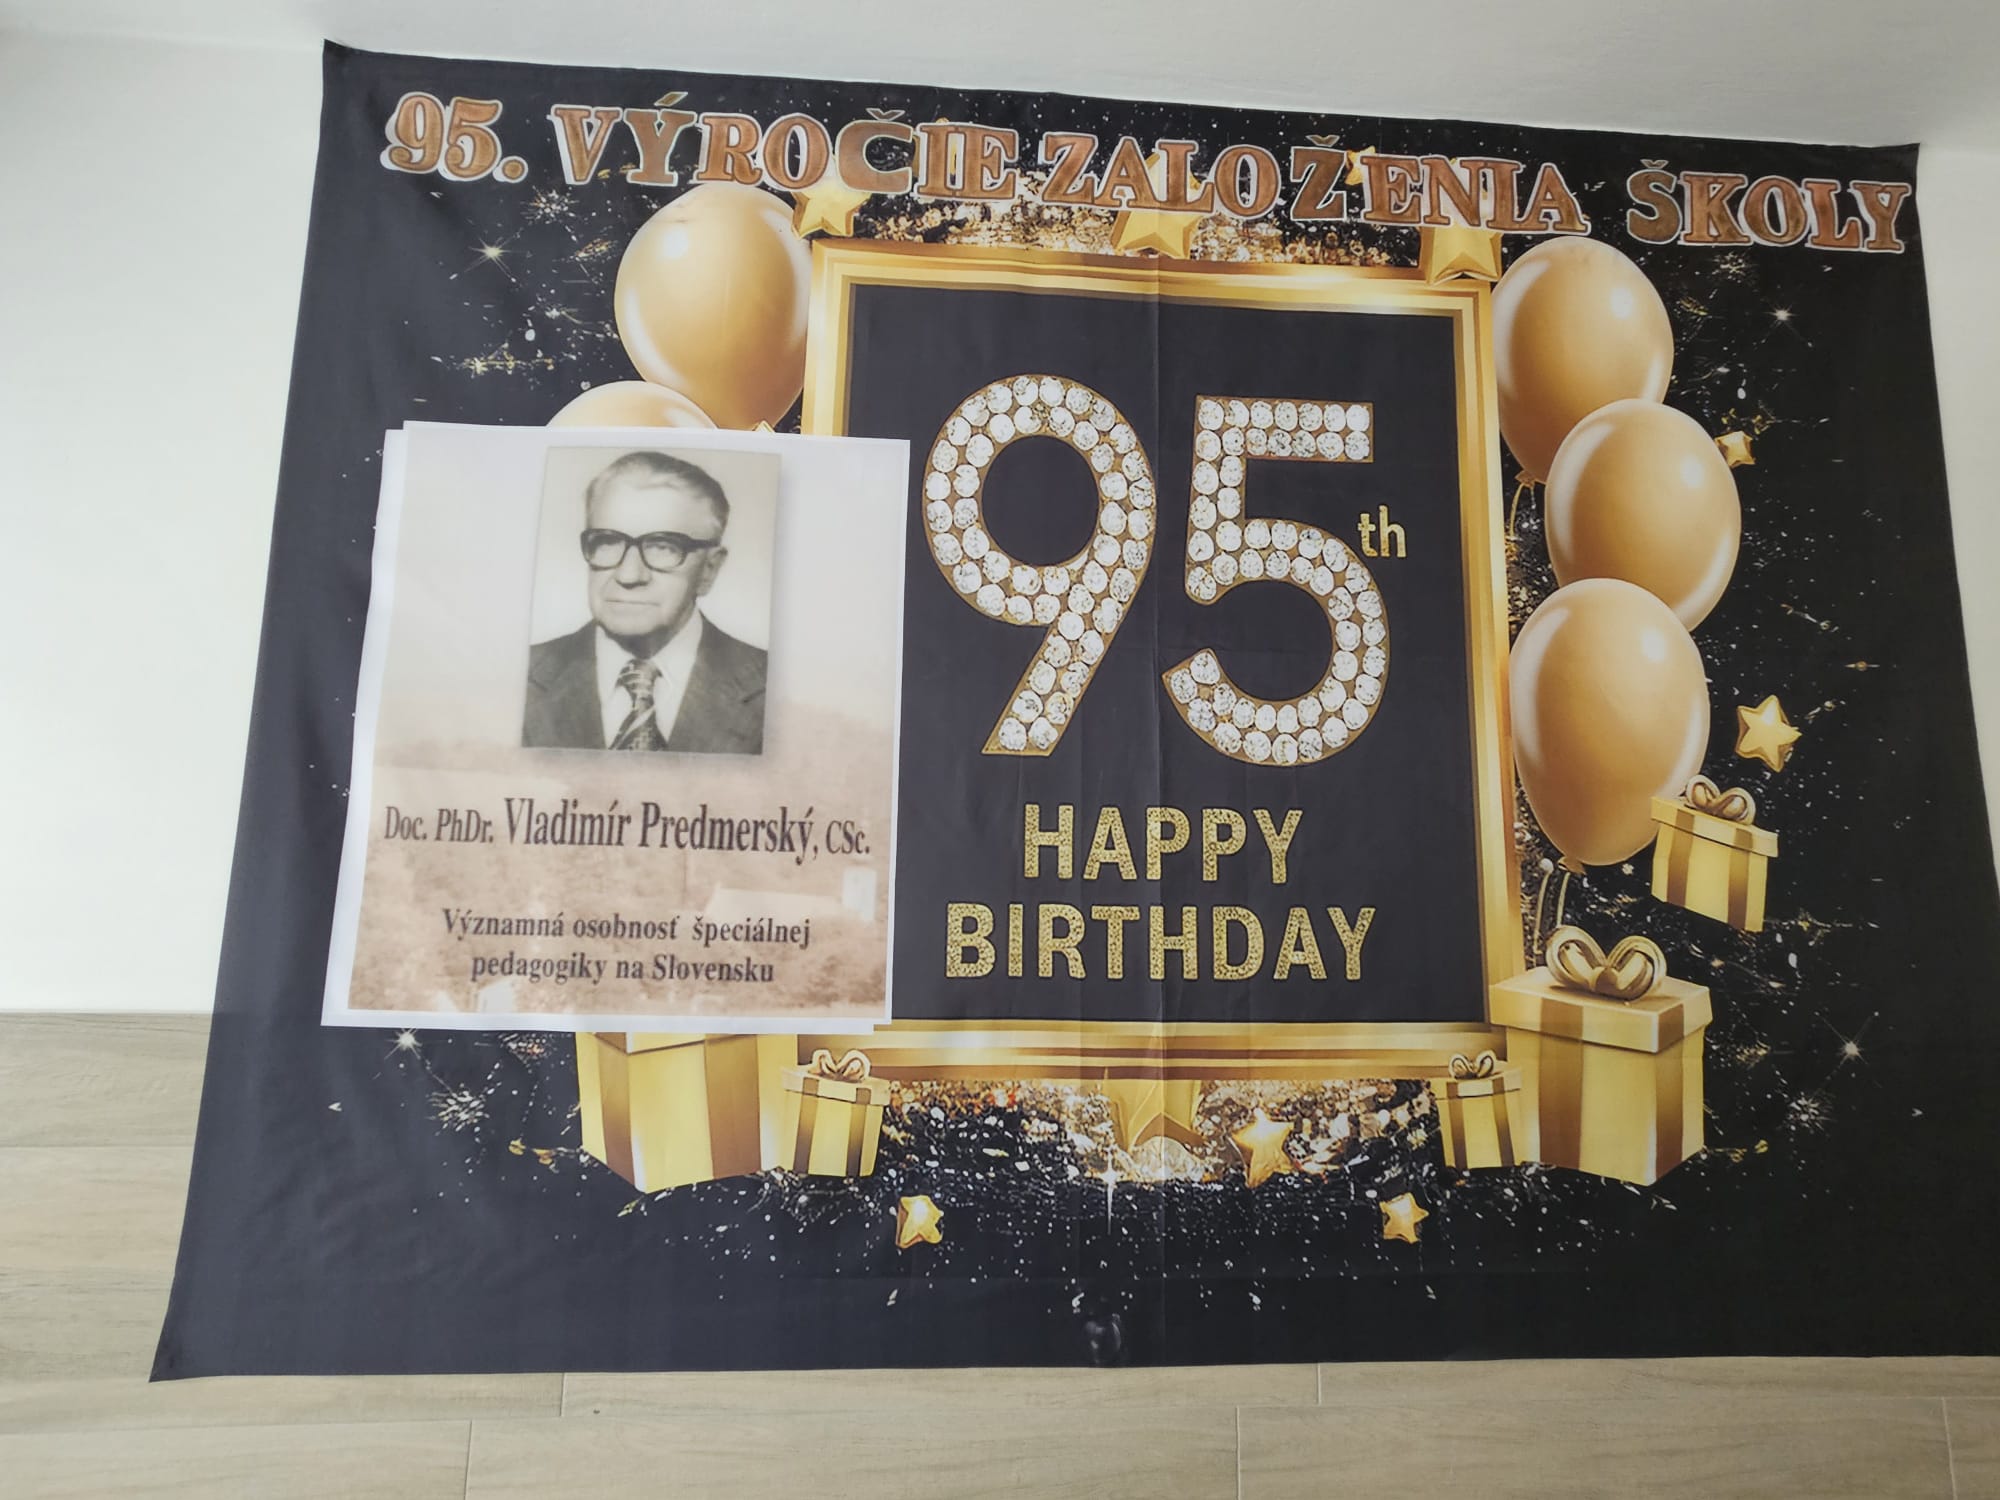 95. VÝROČIE ZALOŽENIA ŠKOLY
95th
HAPPY
BIRTHDAY
Doc. PhDr. Vladimír Predmerský, CSc.
Významná osobnosť špeciálnej
pedagogiky na Slovensku